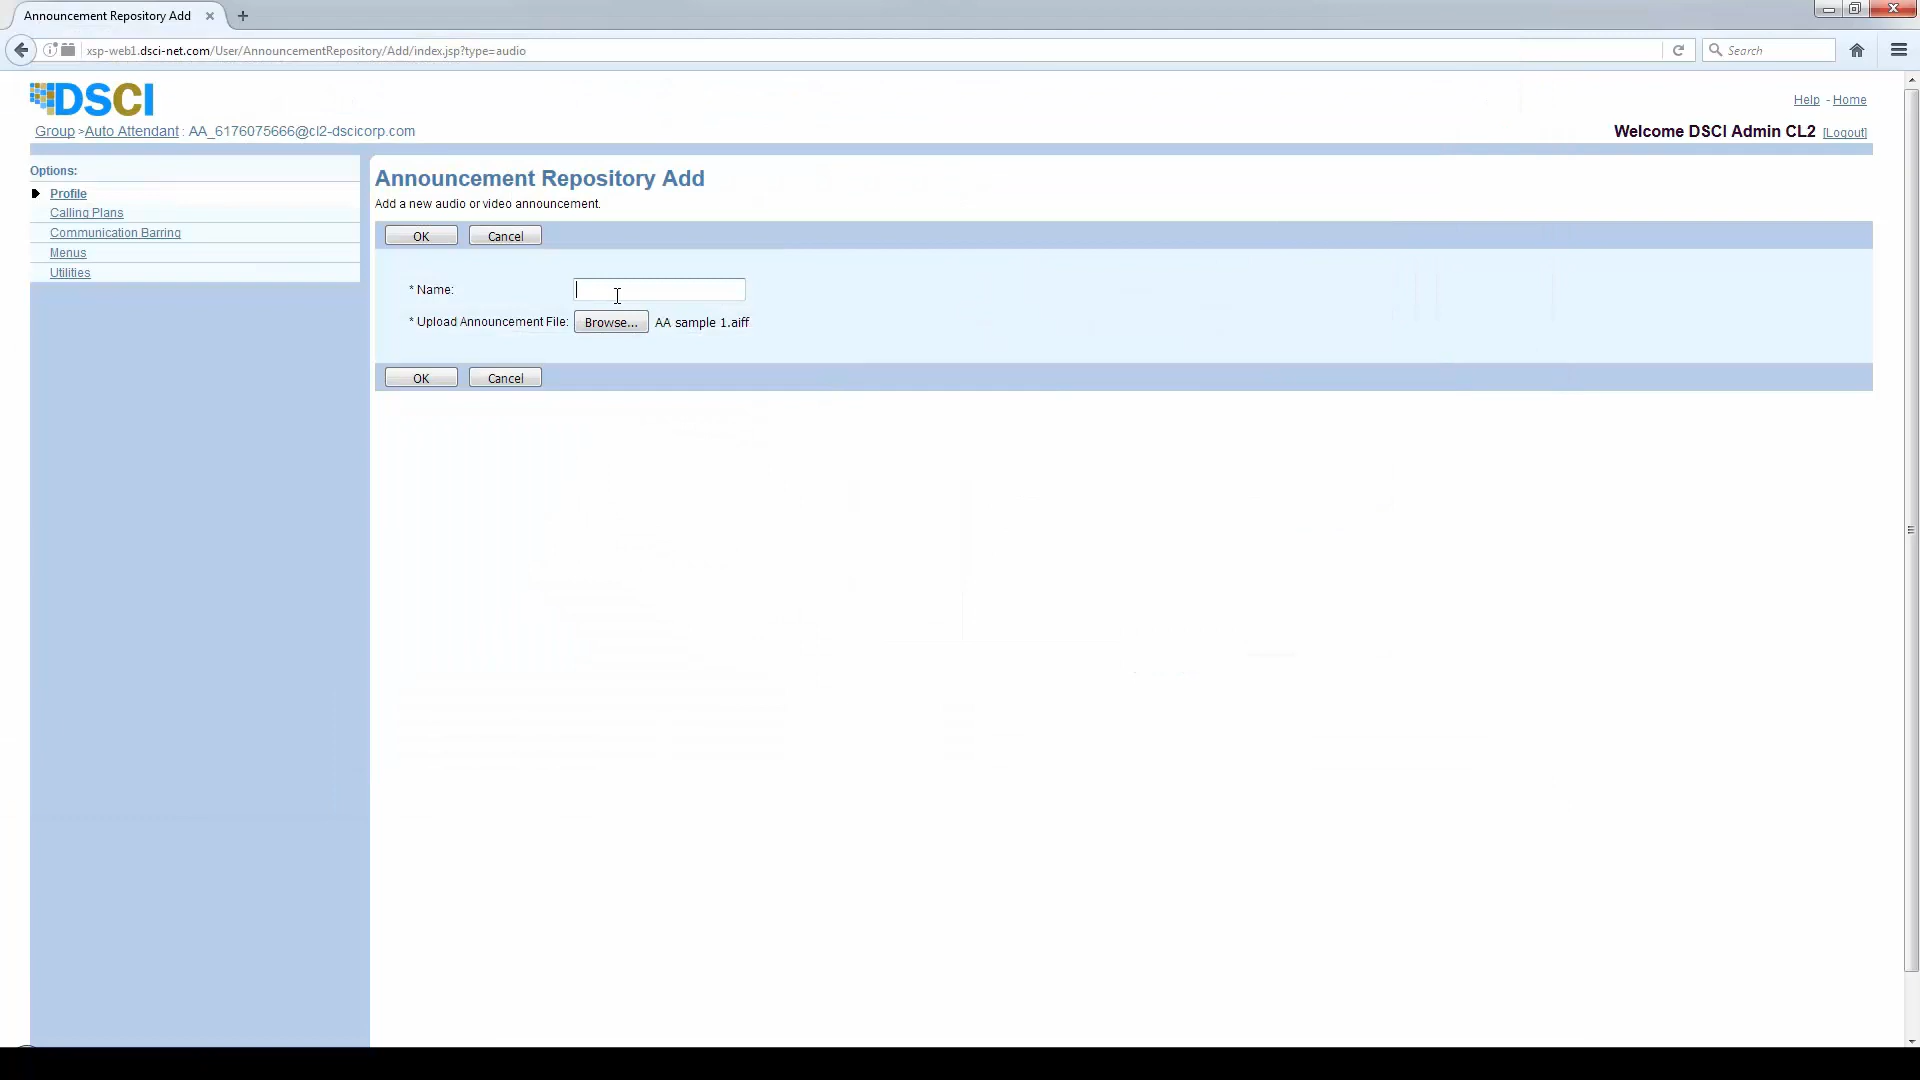 Announcement Repository Add
xsp-web1.dsci-net.com/User/AnnouncementRepository/Add/index.jsp?type=audio
Search
DSCI
Help - Home
Group >Auto Attendant : AA_6176075666@cl2-dscicorp.com
Welcome DSCI Admin CL2 [Logout]
Options:
Profile
Calling Plans
Communication Barring
Menus
Utilities
Announcement Repository Add
Add a new audio or video announcement.
OK Cancel
* Name:
* Upload Announcement File: Browse... AA sample 1.aiff
OK Cancel